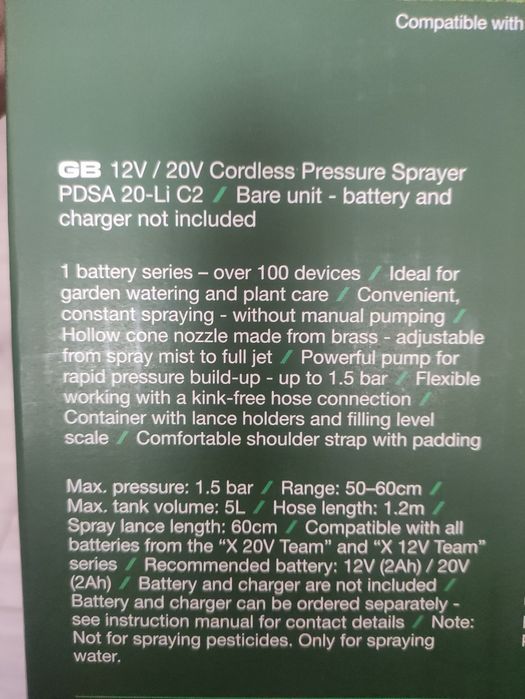 Compatible with
GB 12V / 20V Cordless Pressure Sprayer
PDSA 20-Li C2 / Bare unit - battery and
charger not included
1 battery series – over 100 devices / Ideal for
garden watering and plant care / Convenient,
constant spraying - without manual pumping /
Hollow cone nozzle made from brass - adjustable
from spray mist to full jet / Powerful pump for
rapid pressure build-up - up to 1.5 bar / Flexible
working with a kink-free hose connection /
Container with lance holders and filling level
scale / Comfortable shoulder strap with padding
Max. pressure: 1.5 bar / Range: 50–60cm /
Max. tank volume: 5L / Hose length: 1.2m /
Spray lance length: 60cm / Compatible with all
batteries from the “X 20V Team” and “X 12V Team”
series / Recommended battery: 12V (2Ah) / 20V
(2Ah) / Battery and charger are not included /
Battery and charger can be ordered separately -
see instruction manual for contact details / Note:
Not for spraying pesticides. Only for spraying
water.